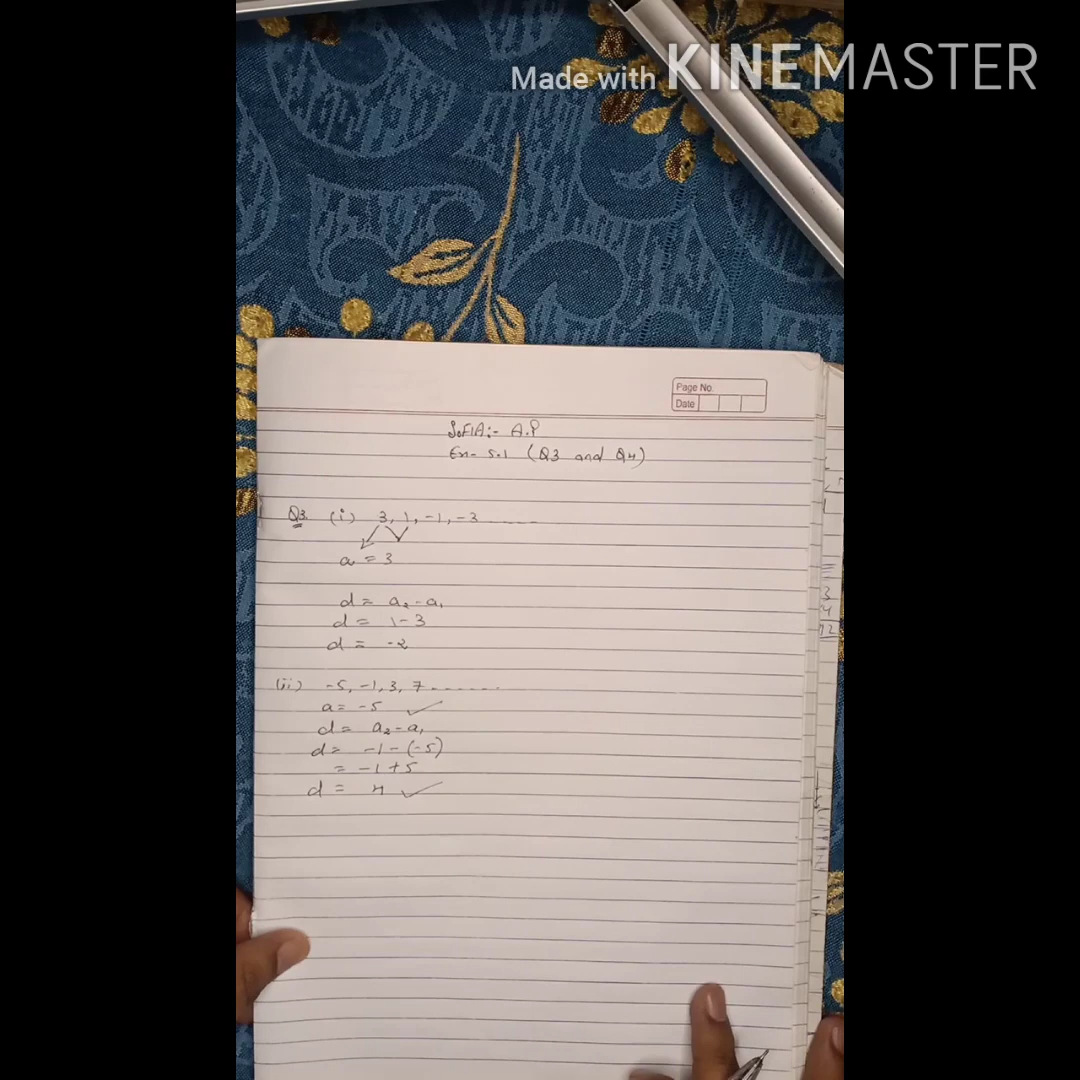 Made with KINEMASTER
Page No.
Date
A.P
Ex- 5.1 (Q3 and Q4)
Q3. (i) 3, 1, -1, -3 ......
a = 3
d = a₂ - a₁
d = 1 - 3
d = -2
(ii) -5, -1, 3, 7 .......
a = -5 ✓
d = a₂ - a₁
d = -1 - (-5)
= -1 + 5
d = 4 ✓